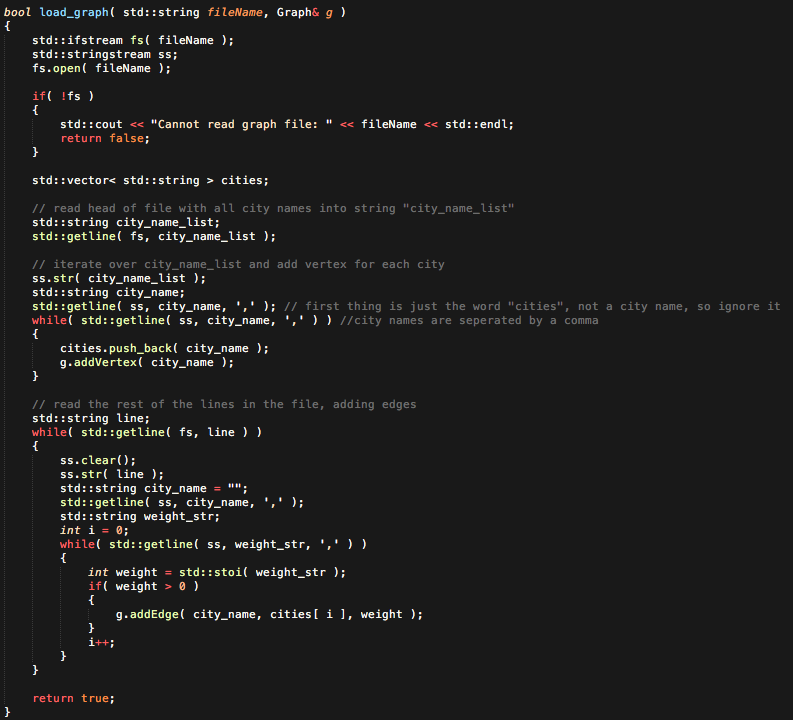 bool load_graph( std::string fileName, Graph& g )
{
    std::ifstream fs( fileName );
    std::stringstream ss;
    fs.open( fileName );

    if( !fs )
    {
        std::cout << "Cannot read graph file: " << fileName << std::endl;
        return false;
    }

    std::vector< std::string > cities;

    // read head of file with all city names into string "city_name_list"
    std::string city_name_list;
    std::getline( fs, city_name_list );

    // iterate over city_name_list and add vertex for each city
    ss.str( city_name_list );
    std::string city_name;
    std::getline( ss, city_name, ',' ); // first thing is just the word "cities", not a city name, so ignore it
    while( std::getline( ss, city_name, ',' ) ) //city names are seperated by a comma
    {
        cities.push_back( city_name );
        g.addVertex( city_name );
    }

    // read the rest of the lines in the file, adding edges
    std::string line;
    while( std::getline( fs, line ) )
    {
        ss.clear();
        ss.str( line );
        std::string city_name = "";
        std::getline( ss, city_name, ',' );
        std::string weight_str;
        int i = 0;
        while( std::getline( ss, weight_str, ',' ) )
        {
            int weight = std::stoi( weight_str );
            if( weight > 0 )
            {
                g.addEdge( city_name, cities[ i ], weight );
            }
            i++;
        }
    }

    return true;
}